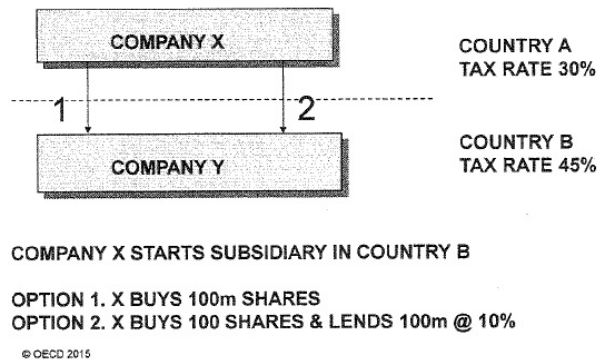 COMPANY X
COUNTRY A
TAX RATE 30%
1
2
COMPANY Y
COUNTRY B
TAX RATE 45%
COMPANY X STARTS SUBSIDIARY IN COUNTRY B
OPTION 1. X BUYS 100m SHARES
OPTION 2. X BUYS 100 SHARES & LENDS 100m @ 10%
© OECD 2015